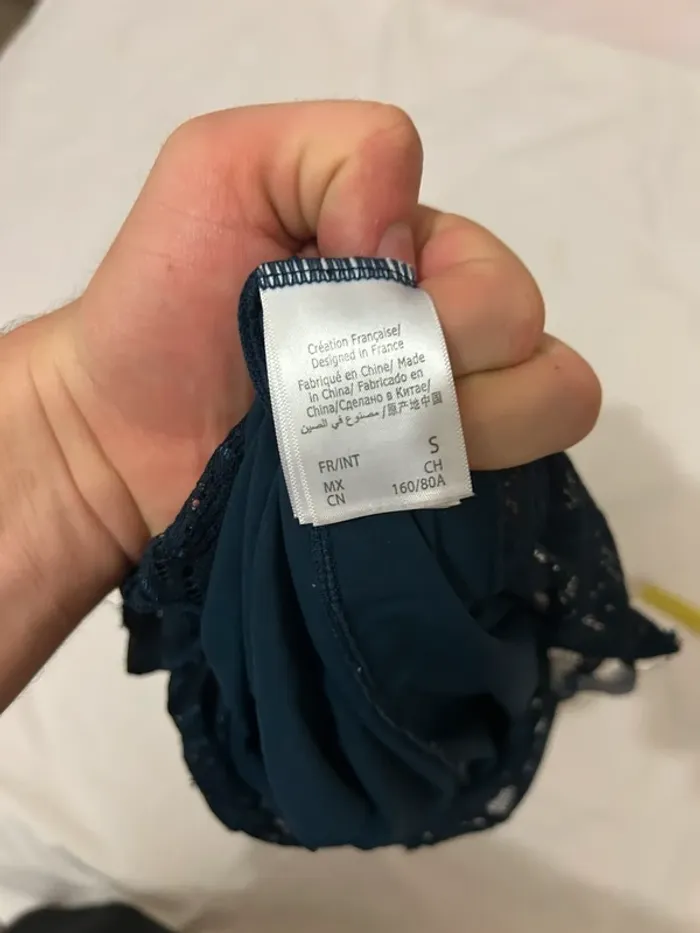 Création Française/
Designed in France
Fabriqué en Chine/ Made
in China/ Fabricado en
China/Сделано в Китае/
مصنوع في الصين /原产地中国
FR/INT S
MX CH
CN 160/80A